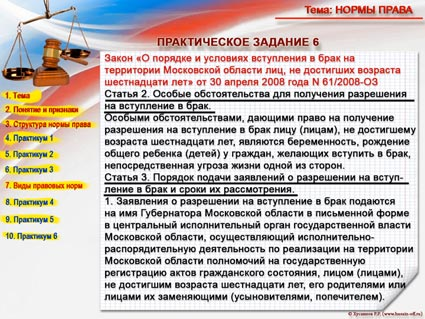 Тема: НОРМЫ ПРАВА
ПРАКТИЧЕСКОЕ ЗАДАНИЕ 6
1. Тема
2. Понятие и признаки
3. Структура нормы права
4. Практикум 1
5. Практикум 2
6. Практикум 3
7. Виды правовых норм
8. Практикум 4
9. Практикум 5
10. Практикум 6
Закон «О порядке и условиях вступления в брак на
территории Московской области лиц, не достигших возраста
шестнадцати лет» от 30 апреля 2008 года N 61/2008-ОЗ
Статья 2. Особые обстоятельства для получения разрешения
на вступление в брак.
Особыми обстоятельствами, дающими право на получение
разрешения на вступление в брак лицу (лицам), не достигшему
возраста шестнадцати лет, являются беременность, рождение
общего ребенка (детей) у граждан, желающих вступить в брак,
непосредственная угроза жизни одной из сторон.
Статья 3. Порядок подачи заявлений о разрешении на вступ-
ление в брак и сроки их рассмотрения.
1. Заявления о разрешении на вступление в брак подаются
на имя Губернатора Московской области в письменной форме
в центральный исполнительный орган государственной власти
Московской области, осуществляющий исполнительно-
распорядительную деятельность по реализации на территории
Московской области полномочий на государственную
регистрацию актов гражданского состояния, лицом (лицами),
не достигшим возраста шестнадцати лет, его родителями или
лицами их заменяющими (усыновителями, попечителем).